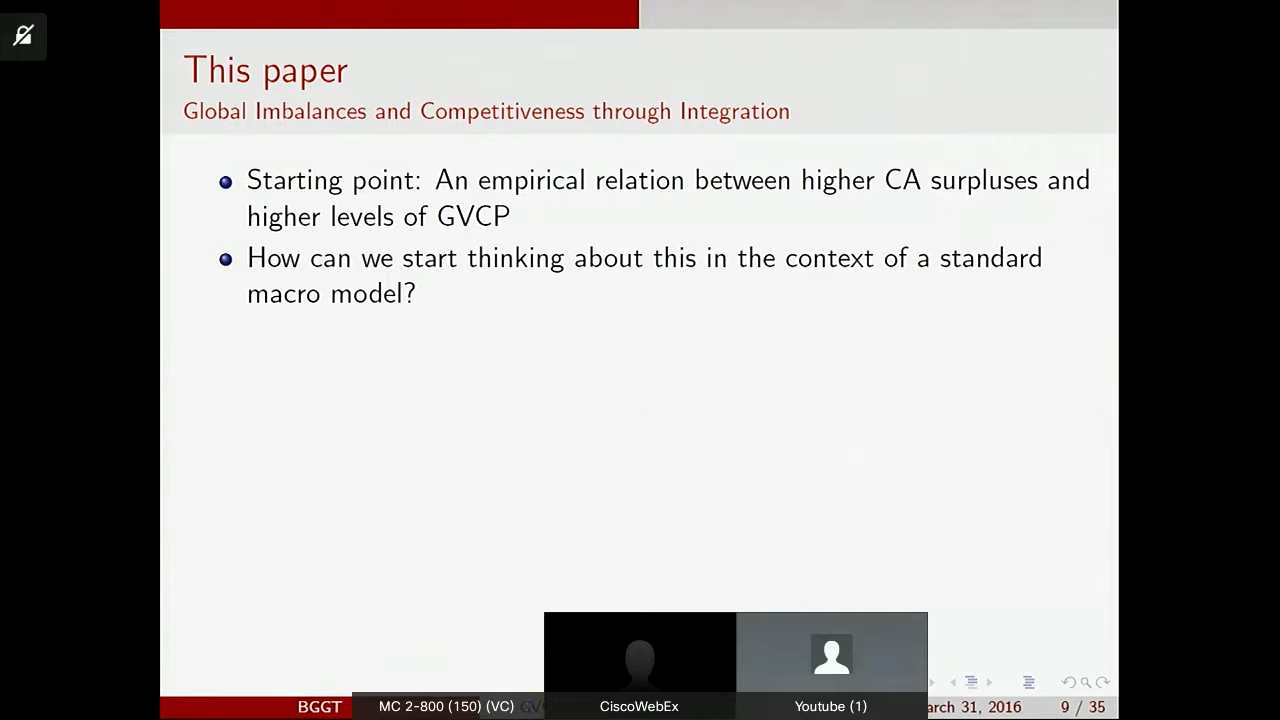 This paper
Global Imbalances and Competitiveness through Integration
Starting point: An empirical relation between higher CA surpluses and
higher levels of GVCP
How can we start thinking about this in the context of a standard
macro model?
BGGT
MC 2-800 (150) (VC)
CiscoWebEx
Youtube (1)
arch 31, 2016
9 / 35